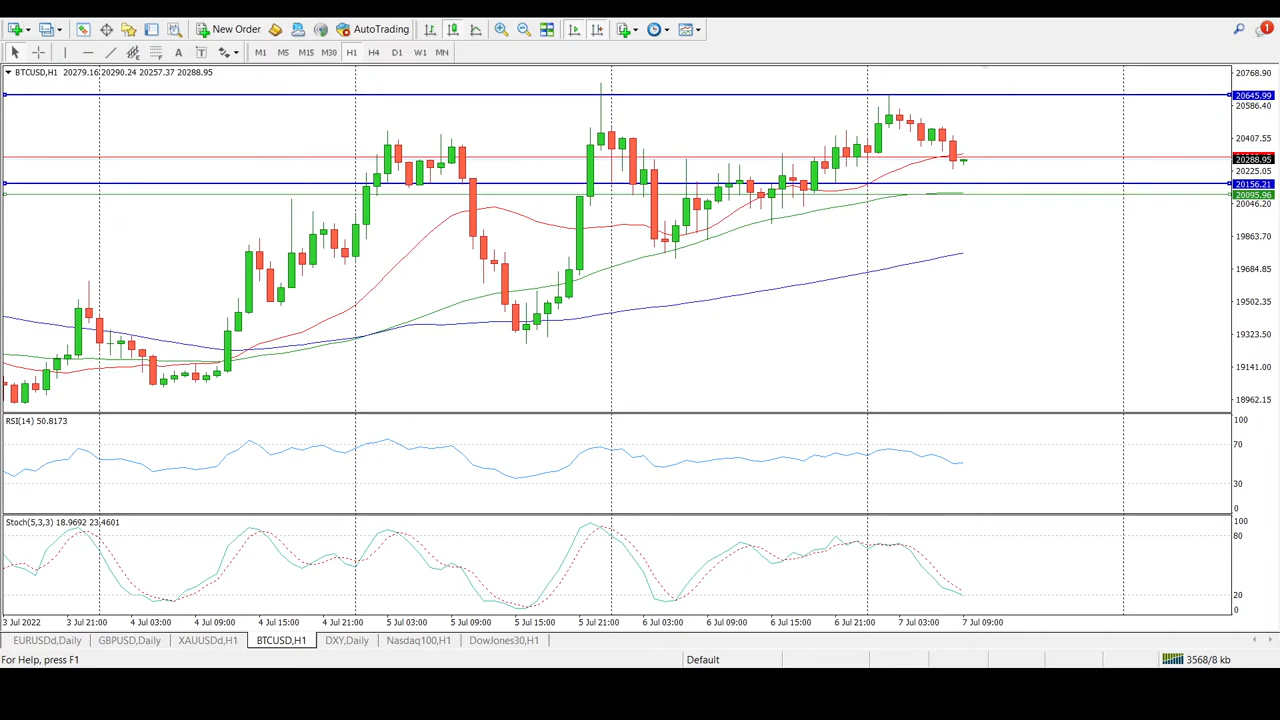 New Order AutoTrading 1
A T M1 M5 M15 M30 H1 H4 D1 W1 MN
BTCUSD,H1 20279.16 20290.24 20257.37 20288.95
20768.90
20645.99
20586.40
20407.55
20288.95
20225.05
20156.21
20095.96
20046.20
19863.70
19684.85
19502.35
19323.50
19141.00
18962.15
RSI(14) 50.8173
100
70
30
0
Stoch(5,3,3) 18.9692 23.4601
100
80
20
0
3 Jul 2022 3 Jul 21:00 4 Jul 03:00 4 Jul 09:00 4 Jul 15:00 4 Jul 21:00 5 Jul 03:00 5 Jul 09:00 5 Jul 15:00 5 Jul 21:00 6 Jul 03:00 6 Jul 09:00 6 Jul 15:00 6 Jul 21:00 7 Jul 03:00 7 Jul 09:00
EURUSDd,Daily GBPUSD,Daily XAUUSDd,H1 BTCUSD,H1 DXY,Daily Nasdaq100,H1 DowJones30,H1
For Help, press F1 Default 3568/8 kb